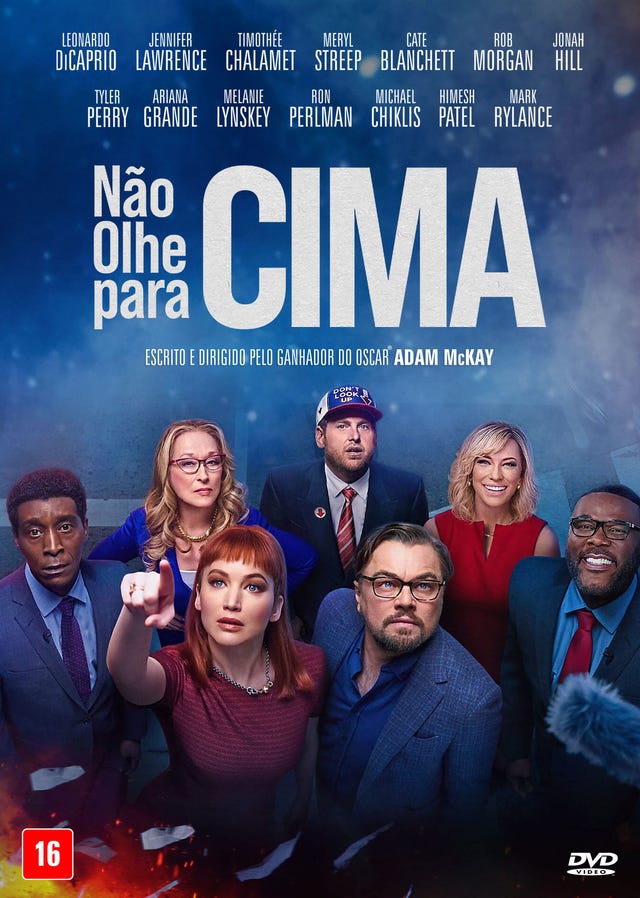 LEONARDO JENNIFER TIMOTHÉE MERYL CATE ROB JONAH
DiCAPRIO LAWRENCE CHALAMET STREEP BLANCHETT MORGAN HILL
TYLER ARIANA MELANIE RON MICHAEL HIMESH MARK
PERRY GRANDE LYNSKEY PERLMAN CHIKLIS PATEL RYLANCE
Não
Olhe
para
CIMA
ESCRITO E DIRIGIDO PELO GANHADOR DO OSCAR® ADAM McKAY
DON'T
LOOK
UP
16
DVD
VIDEO